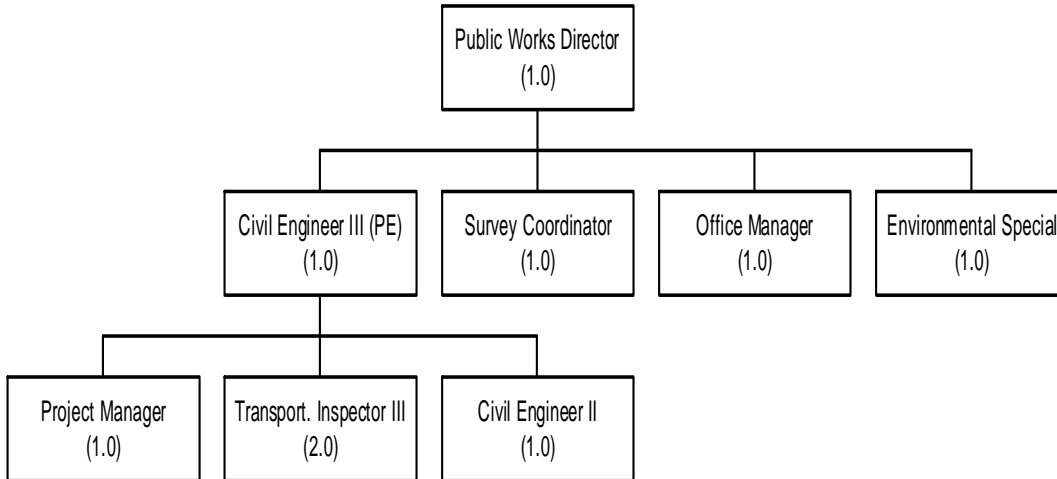 Public Works Director
(1.0)
Civil Engineer III (PE)
(1.0)
Survey Coordinator
(1.0)
Office Manager
(1.0)
Environmental Special
(1.0)
Project Manager
(1.0)
Transport. Inspector III
(2.0)
Civil Engineer II
(1.0)